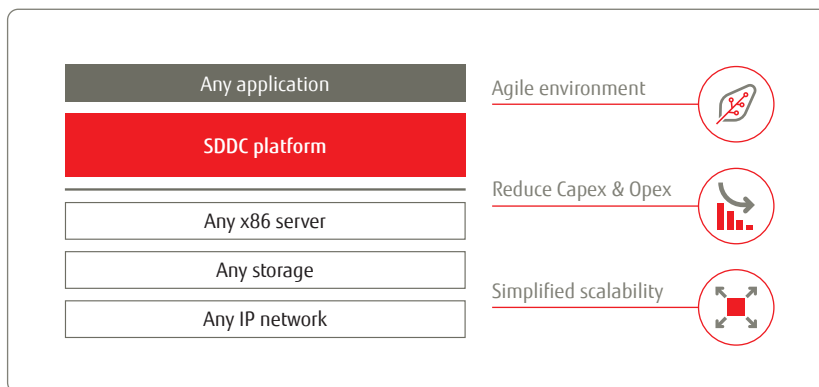 Any application
SDDC platform
Any x86 server
Any storage
Any IP network
Agile environment
Reduce Capex & Opex
Simplified scalability